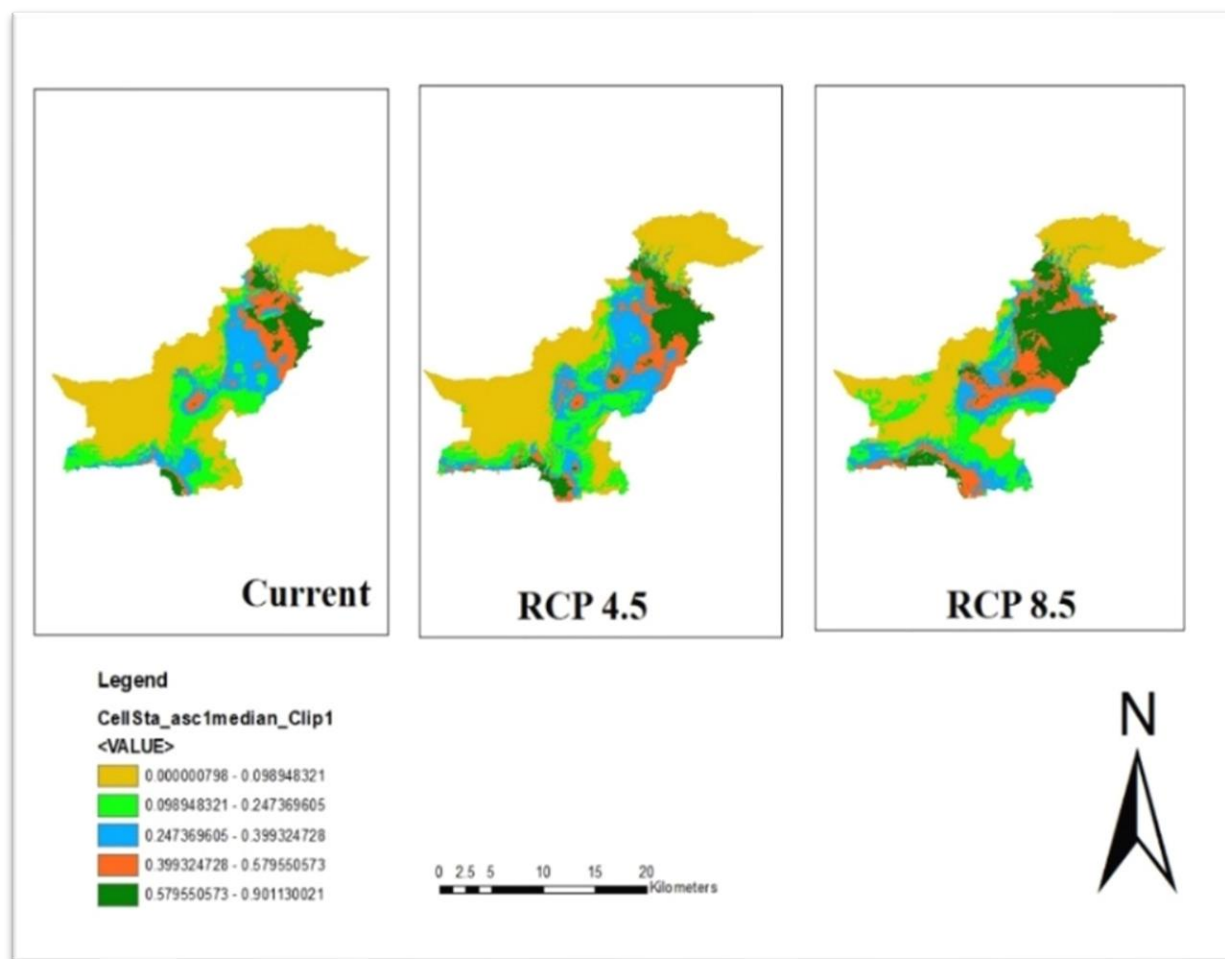 Current
RCP 4.5
RCP 8.5
Legend
CellSta_asc1median_Clip1
<VALUE>
0.000000798 - 0.098948321
0.098948321 - 0.247369605
0.247369605 - 0.399324728
0.399324728 - 0.579550573
0.579550573 - 0.901130021
0 2.5 5 10 15 20
Kilometers
N